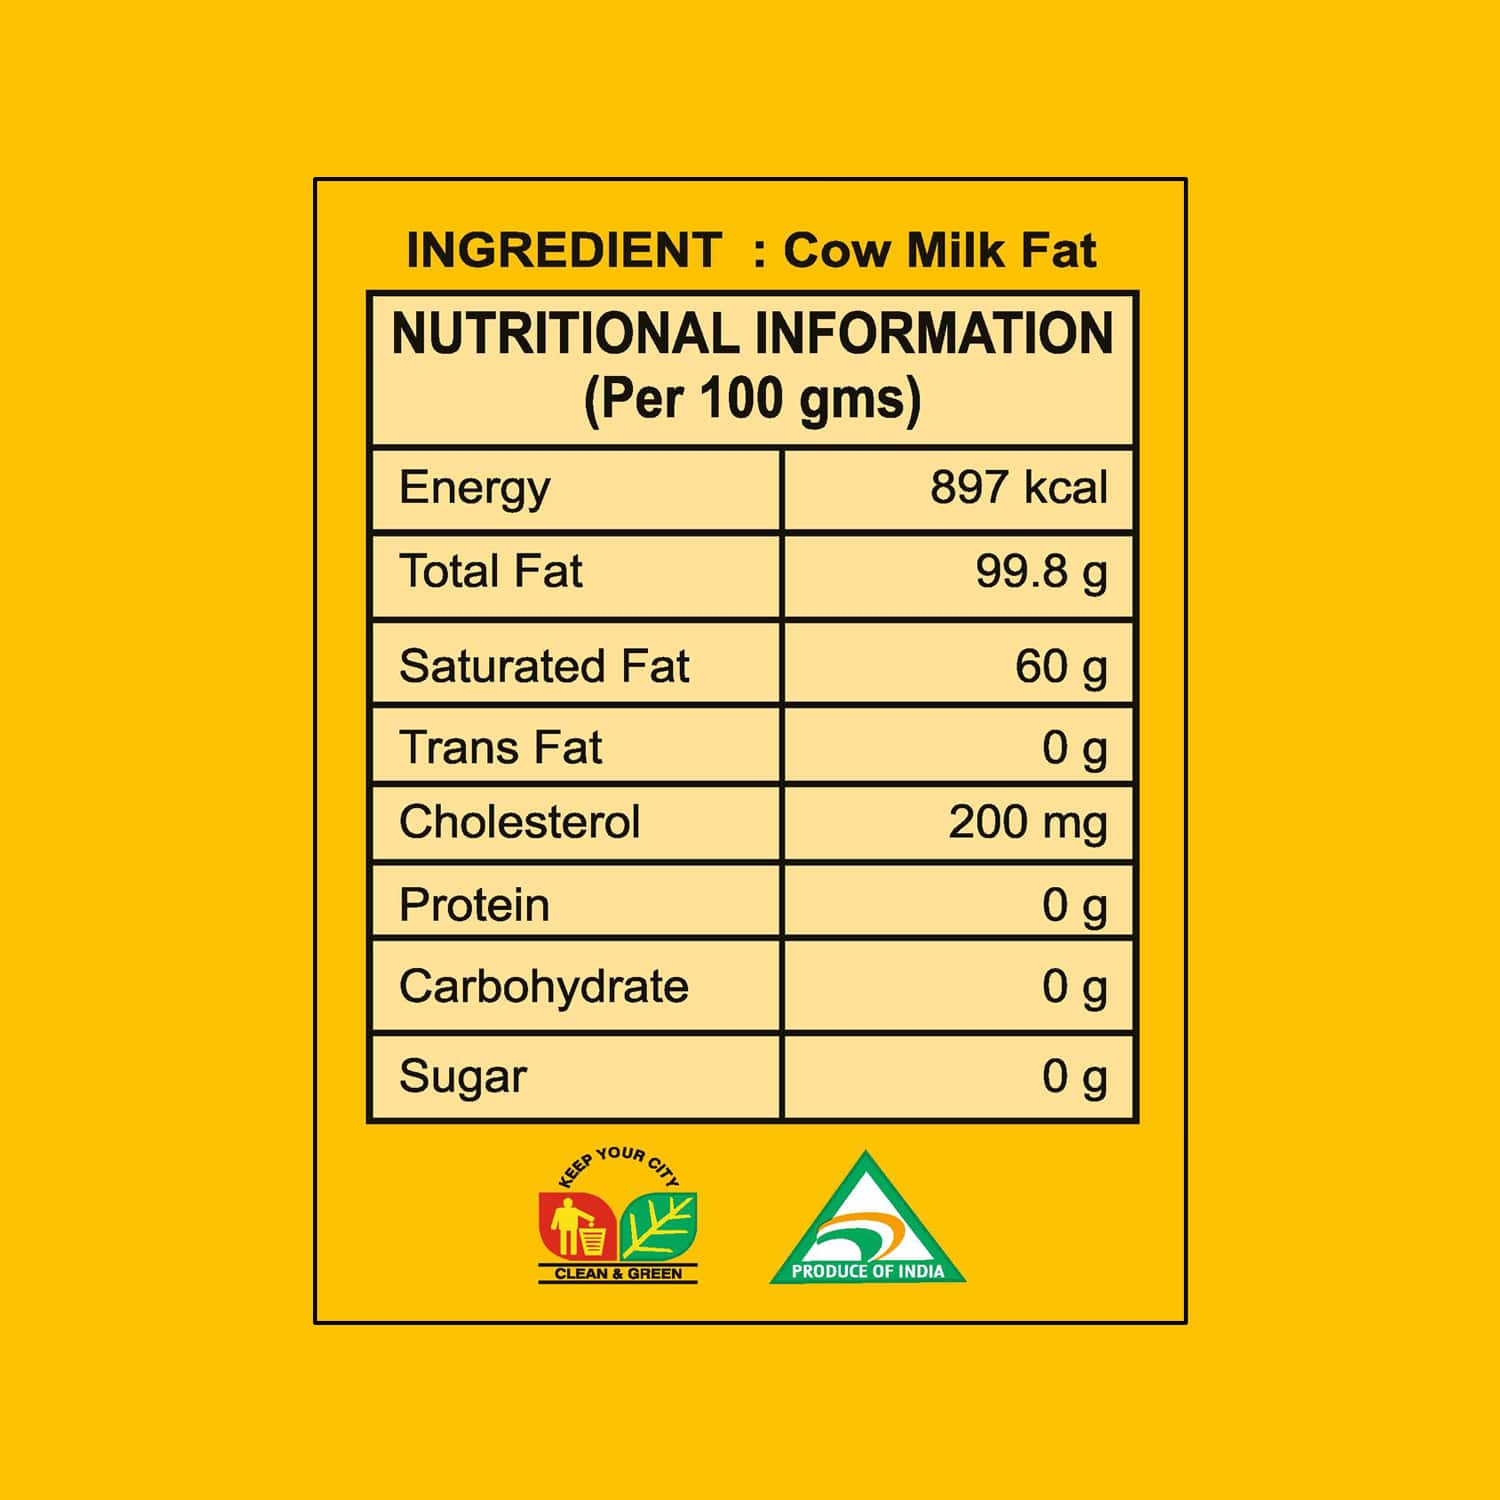 INGREDIENT : Cow Milk Fat
NUTRITIONAL INFORMATION
(Per 100 gms)
Energy 897 kcal
Total Fat 99.8 g
Saturated Fat 60 g
Trans Fat 0 g
Cholesterol 200 mg
Protein 0 g
Carbohydrate 0 g
Sugar 0 g
KEEP YOUR CITY
CLEAN & GREEN
PRODUCE OF INDIA